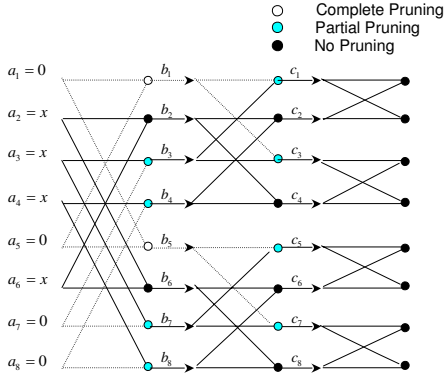 Complete Pruning
Partial Pruning
No Pruning
a₁ = 0 b₁ c₁
a₂ = x b₂ c₂
a₃ = x b₃ c₃
a₄ = x b₄ c₄
a₅ = 0 b₅ c₅
a₆ = x b₆ c₆
a₇ = 0 b₇ c₇
a₈ = 0 b₈ c₈